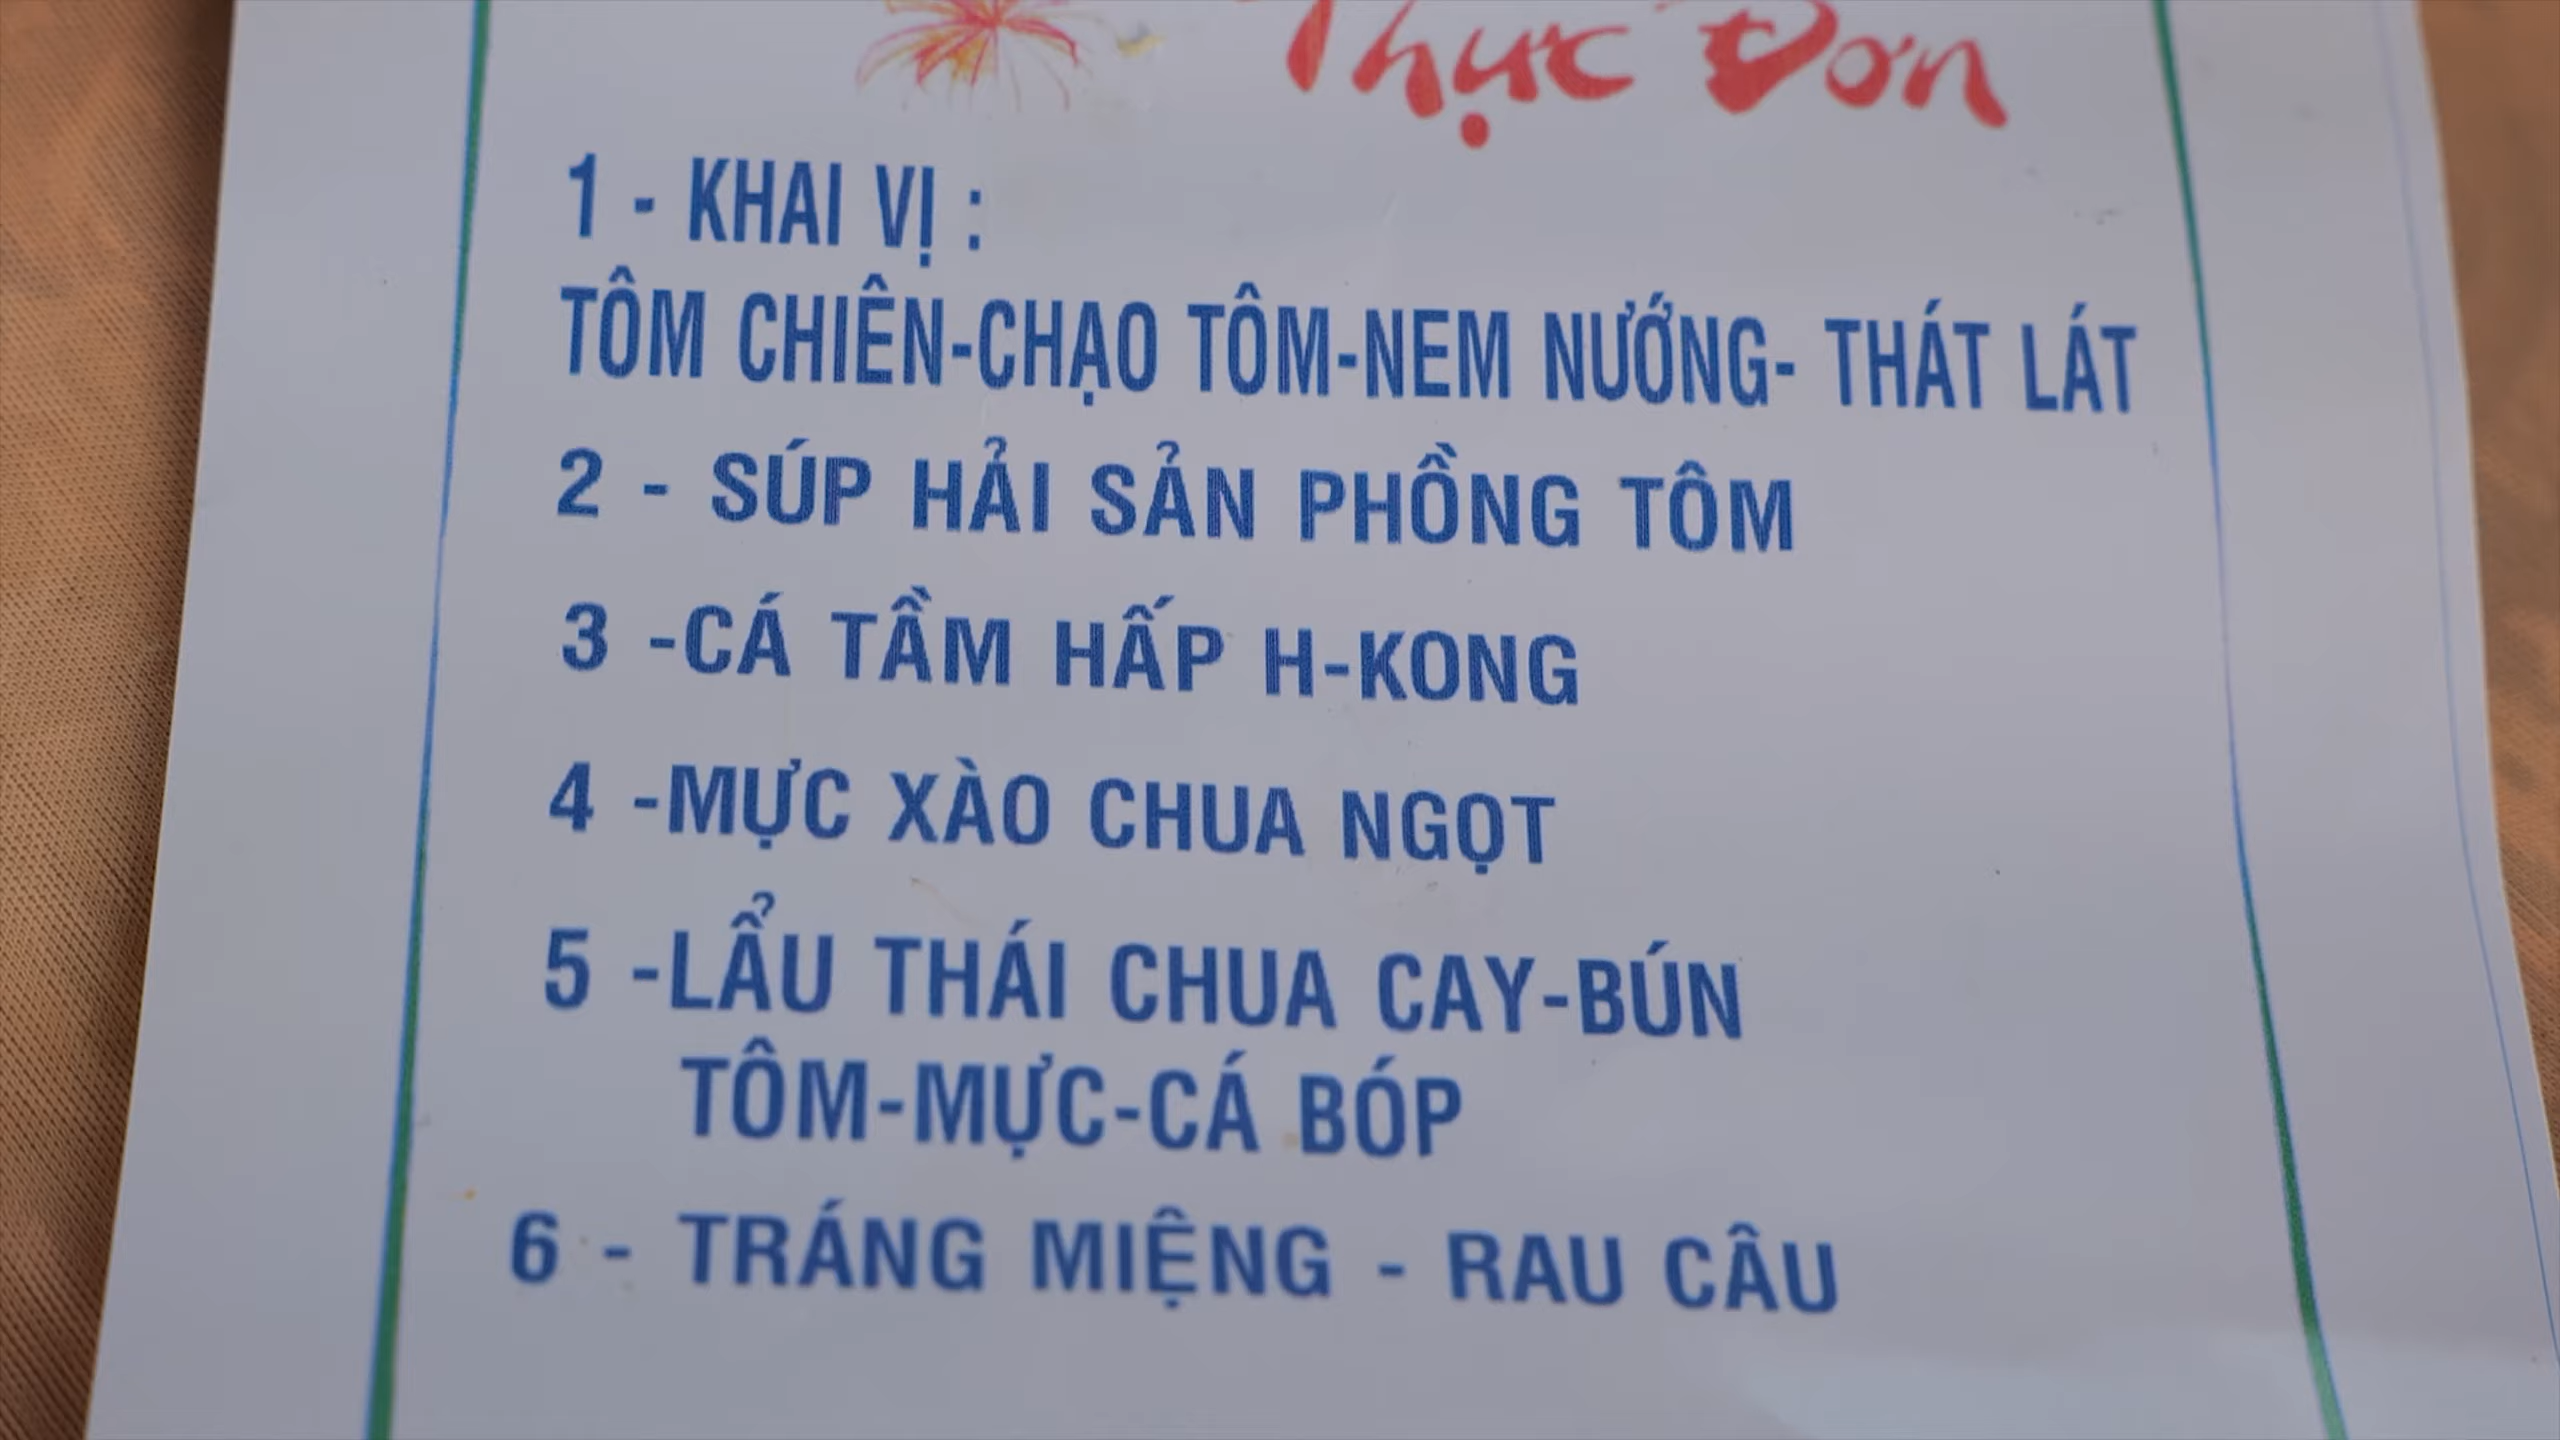 Thực Đơn
1 - KHAI VỊ :
TÔM CHIÊN-CHẠO TÔM-NEM NƯỚNG- THÁT LÁT
2 - SÚP HẢI SẢN PHỒNG TÔM
3 -CÁ TẦM HẤP H-KONG
4 -MỰC XÀO CHUA NGỌT
5 -LẨU THÁI CHUA CAY-BÚN
TÔM-MỰC-CÁ BÓP
6 - TRÁNG MIỆNG - RAU CÂU